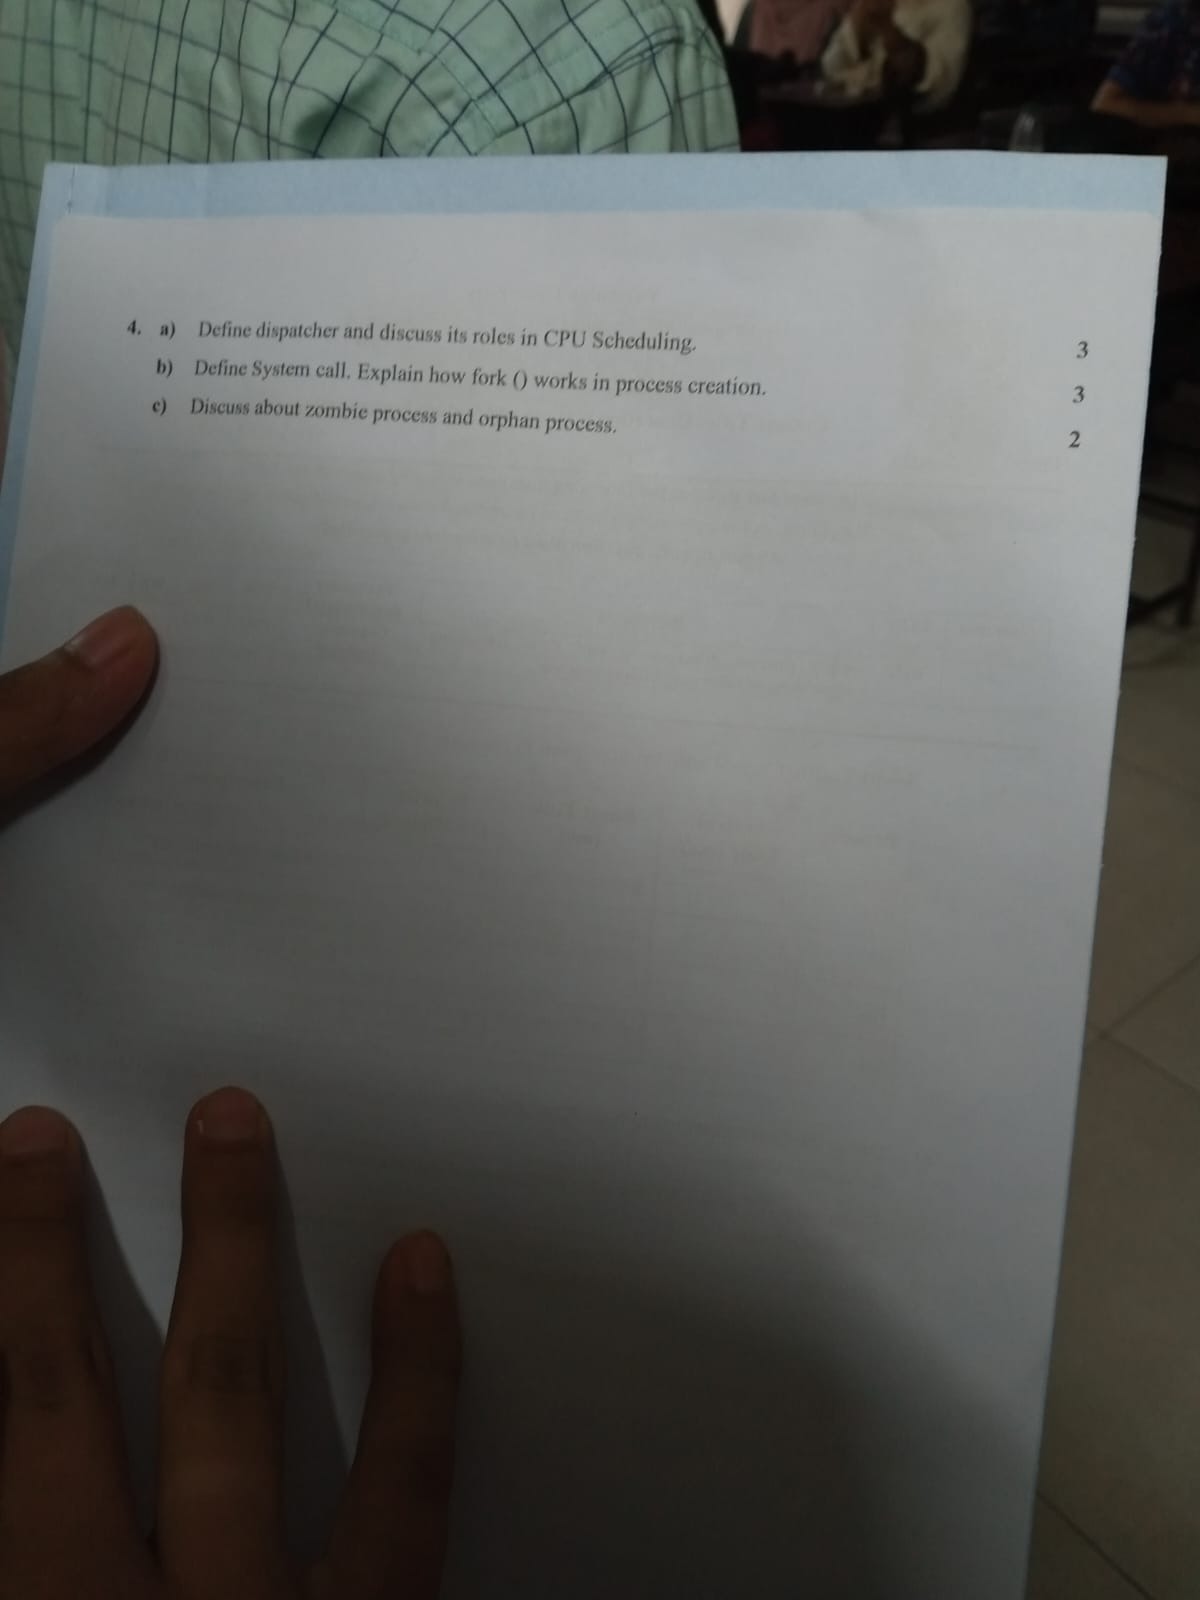 4. a) Define dispatcher and discuss its roles in CPU Scheduling. 3
b) Define System call. Explain how fork () works in process creation. 3
c) Discuss about zombie process and orphan process. 2